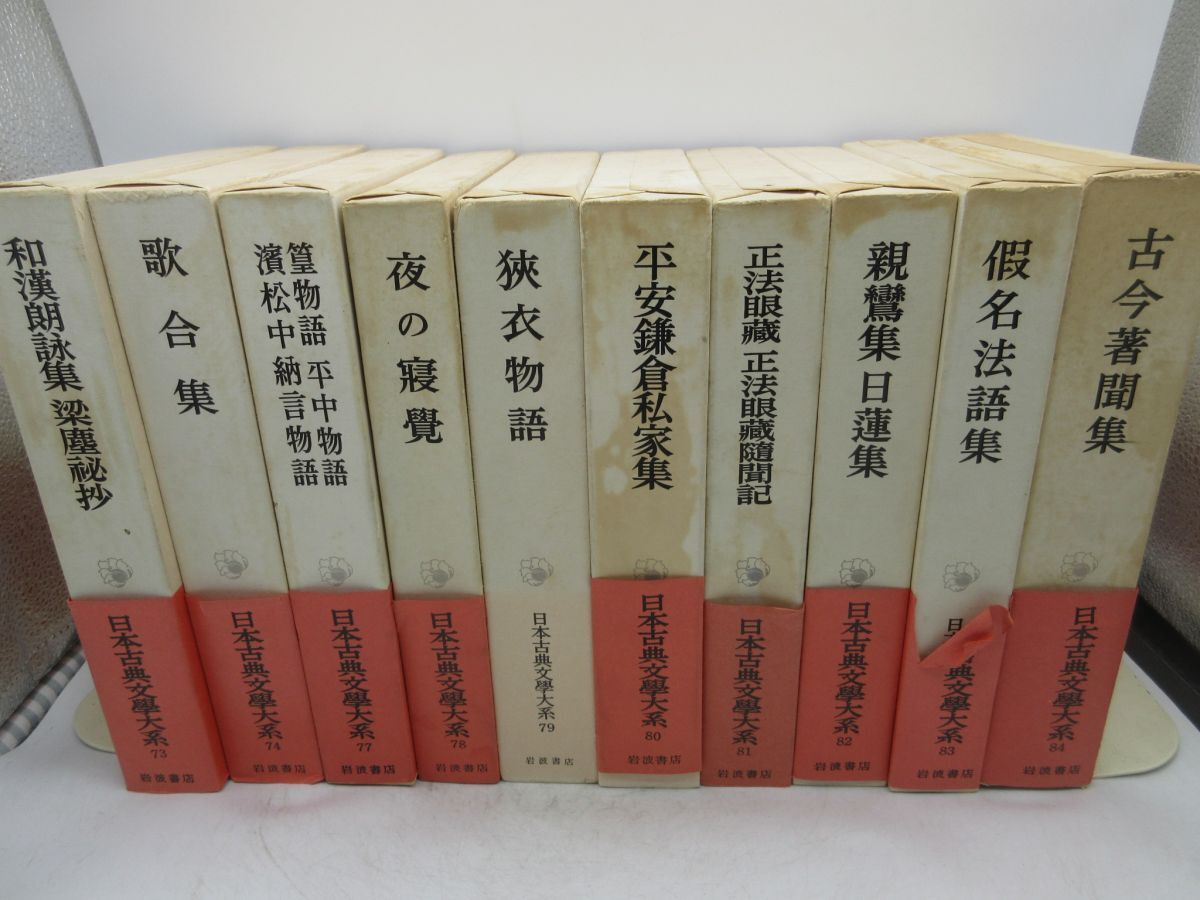 和漢朗詠集 梁塵祕抄
日本古典文學大系
73
岩波書店
歌合集
日本古典文學大系
74
岩波書店
篁物語 平中物語
濱松中納言物語
日本古典文學大系
77
岩波書店
夜の寢覺
日本古典文學大系
78
岩波書店
狹衣物語
日本古典文學大系
79
岩波書店
平安鎌倉私家集
日本古典文學大系
80
岩波書店
正法眼藏 正法眼藏隨聞記
日本古典文學大系
81
岩波書店
親鸞集 日蓮集
日本古典文學大系
82
岩波書店
假名法語集
日
古典文學大系
83
岩波書店
古今著聞集
日本古典文學大系
84
岩波書店